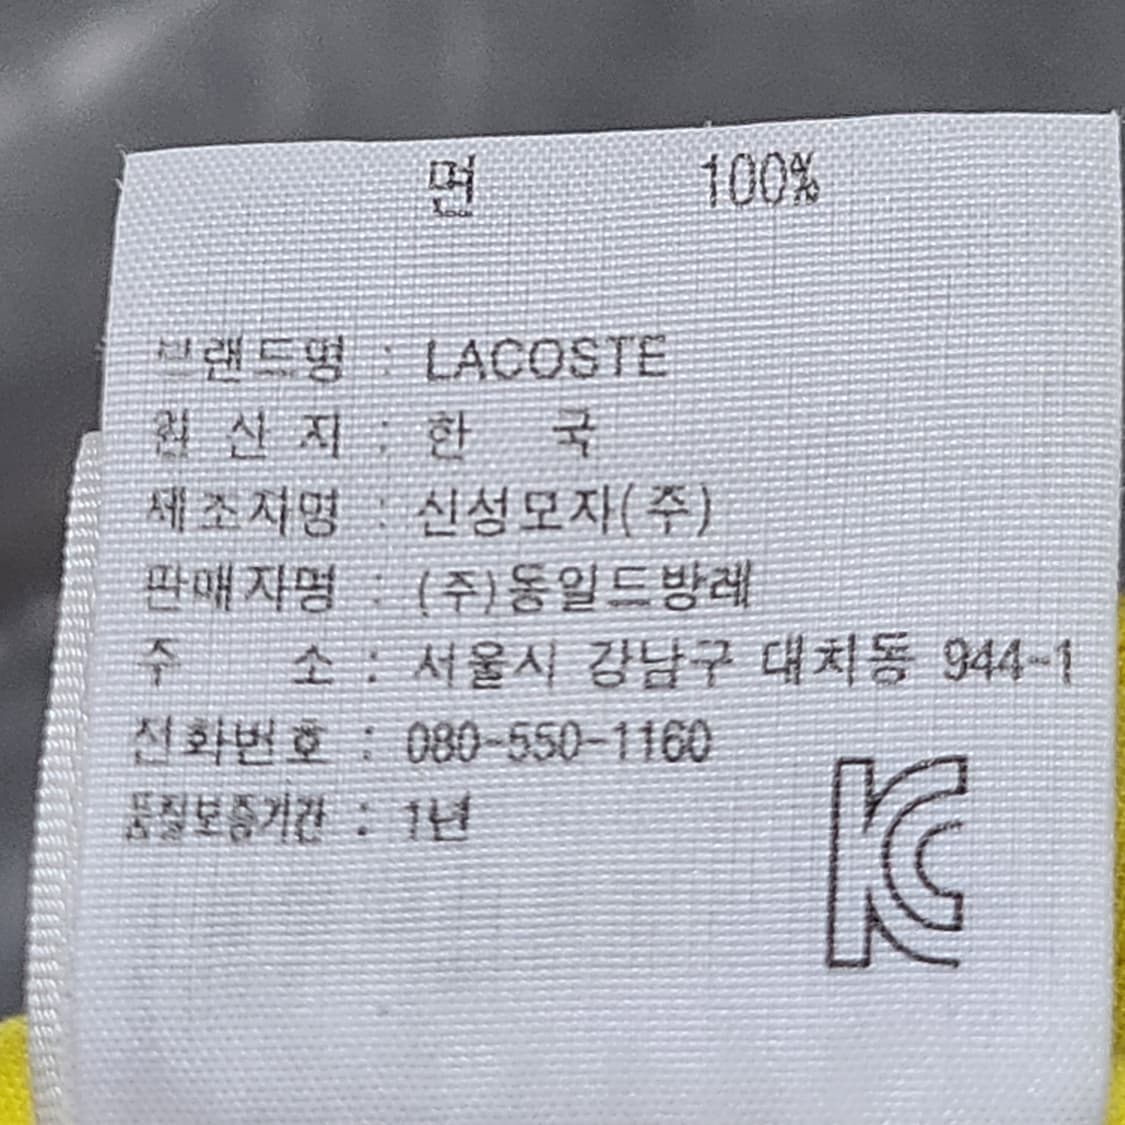 면 100%
브랜드명 : LACOSTE
원 산 지 : 한 국
제조자명 : 신성모자(주)
판매자명 : (주)동일드방레
주 소 : 서울시 강남구 대치동 944-1
전화번호 : 080-550-1160
품질보증기간 : 1년
KC